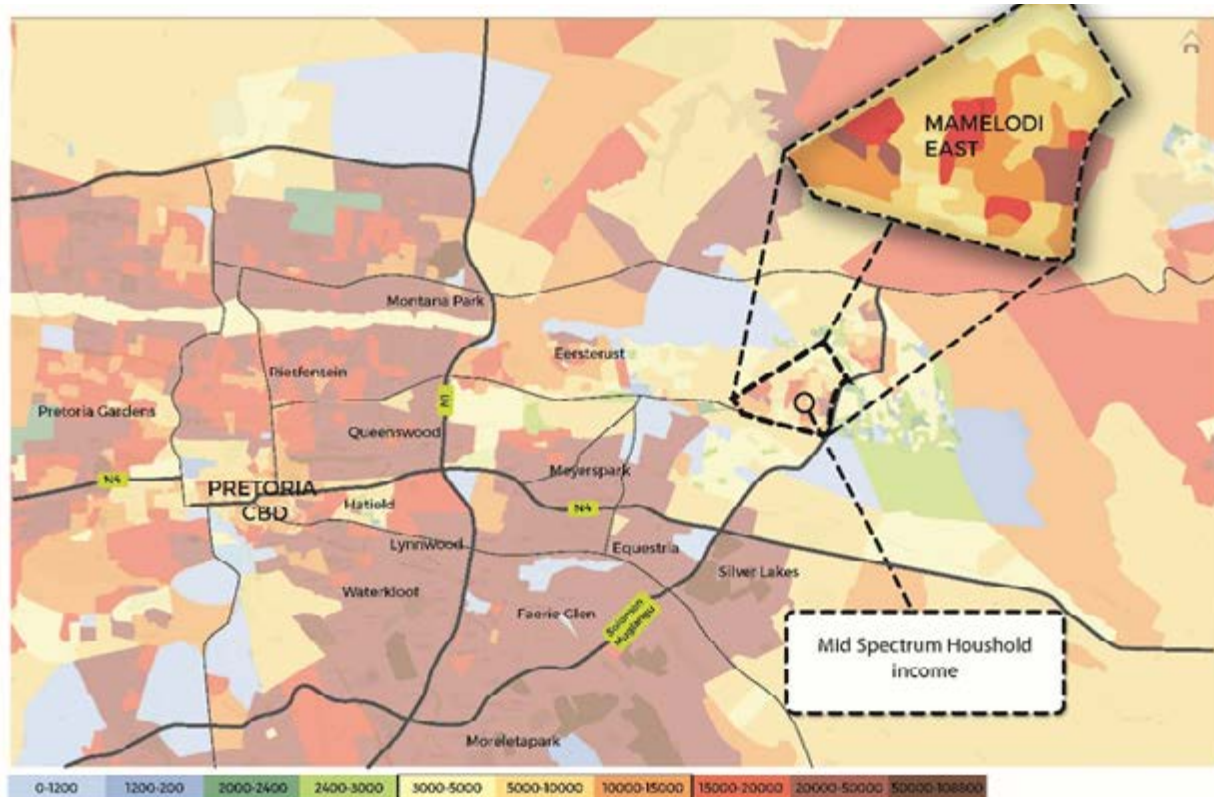 MAMELODI
EAST
Montana Park
Eersterust
Rietfontein
Pretoria Gardens
Queenswood
N1
Meyerspark
N4
PRETORIA
CBD
Hatfield
N4
Lynnwood
Equestria
Silver Lakes
Waterkloof
Faerie Glen
Solomon
Mid Spectrum Houshold
income
Moreletapark
0-1200
1200-200
2000-2400
2400-3000
3000-5000
5000-10000
10000-15000
15000-20000
20000-50000
50000-108800